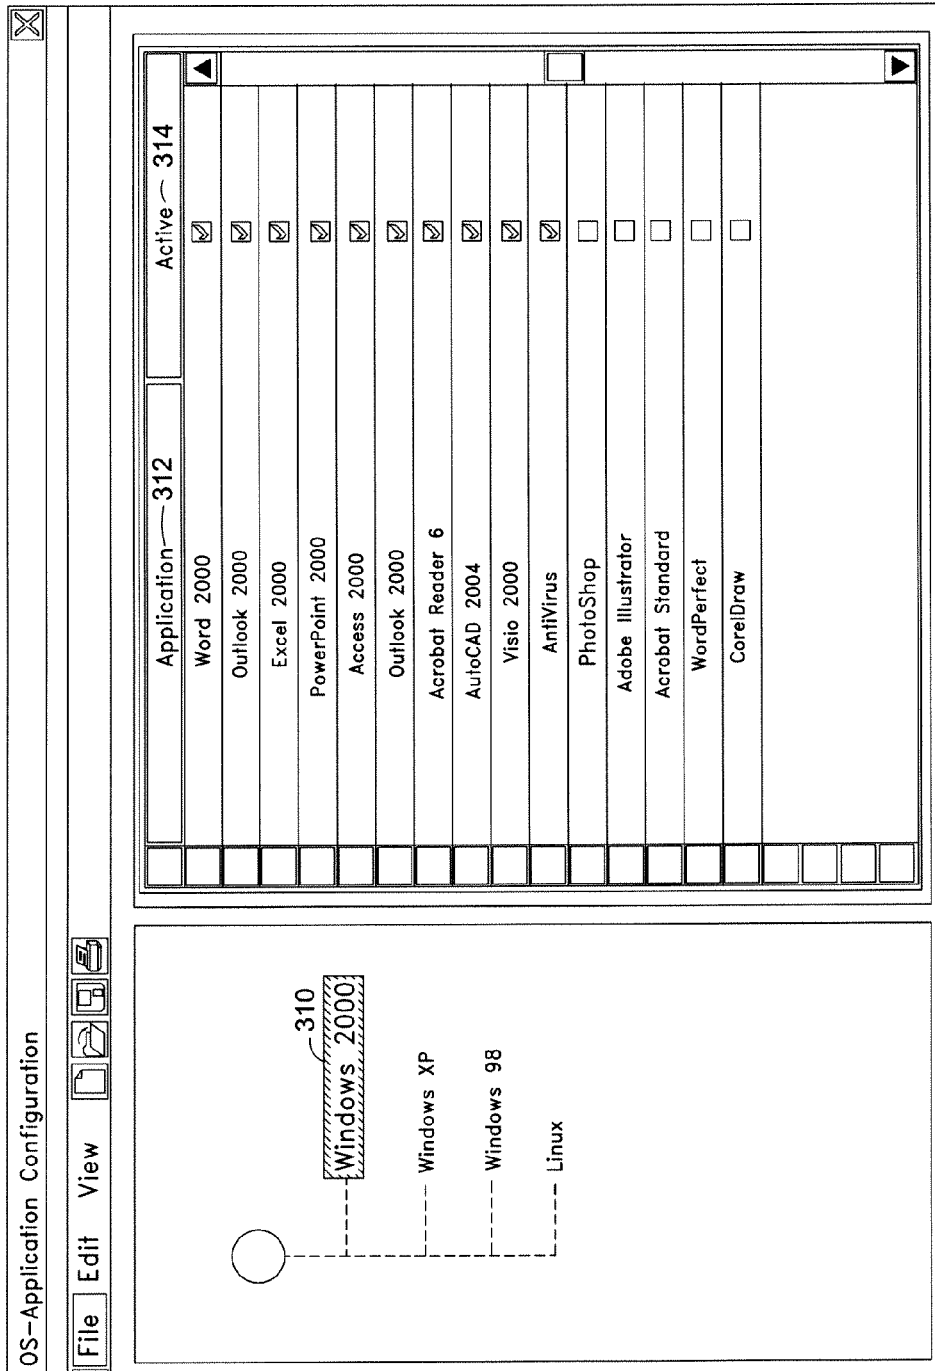 OS-Application Configuration
File Edit View
310
Windows 2000
Windows XP
Windows 98
Linux
Application 312 Active 314
Word 2000
Outlook 2000
Excel 2000
PowerPoint 2000
Access 2000
Outlook 2000
Acrobat Reader 6
AutoCAD 2004
Visio 2000
AntiVirus
PhotoShop
Adobe Illustrator
Acrobat Standard
WordPerfect
CorelDraw